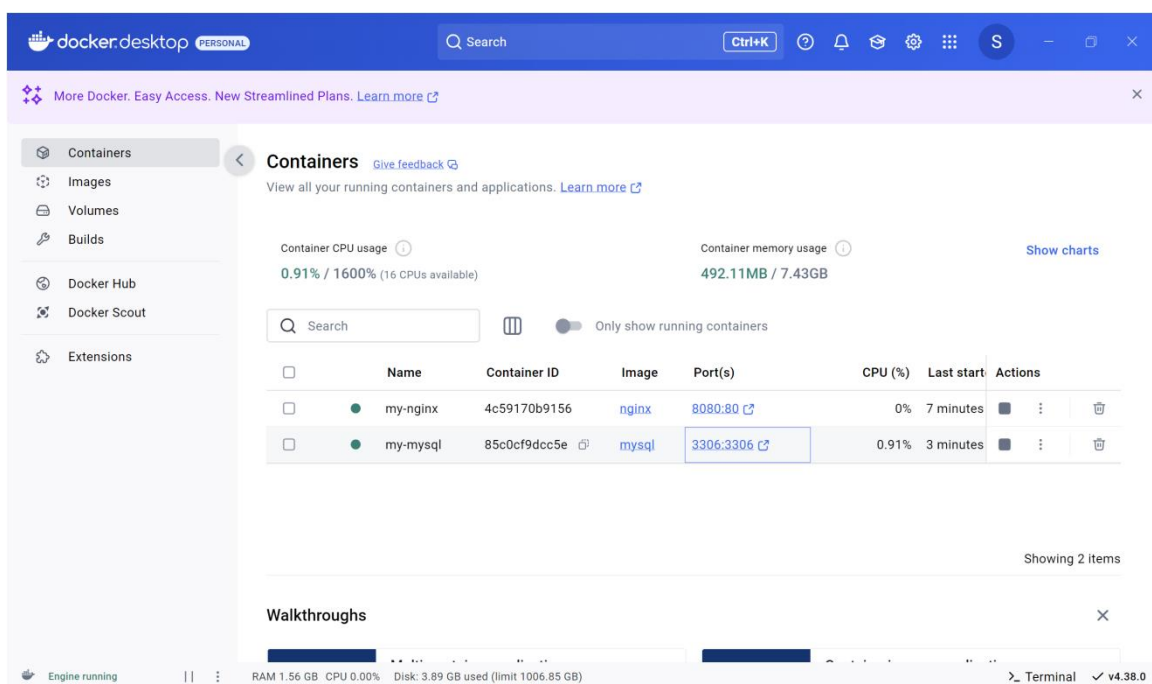 docker.desktop PERSONAL
Search
Ctrl+K
S
More Docker. Easy Access. New Streamlined Plans. Learn more
Containers
Images
Volumes
Builds
Docker Hub
Docker Scout
Extensions
Containers Give feedback
View all your running containers and applications. Learn more
Container CPU usage
0.91% / 1600% (16 CPUs available)
Container memory usage
492.11MB / 7.43GB
Show charts
Search
Only show running containers
Name Container ID Image Port(s) CPU (%) Last start Actions
my-nginx 4c59170b9156 nginx 8080:80 0% 7 minutes
my-mysql 85c0cf9dcc5e mysql 3306:3306 0.91% 3 minutes
Showing 2 items
Walkthroughs
Engine running RAM 1.56 GB CPU 0.00% Disk: 3.89 GB used (limit 1006.85 GB) >_ Terminal v4.38.0